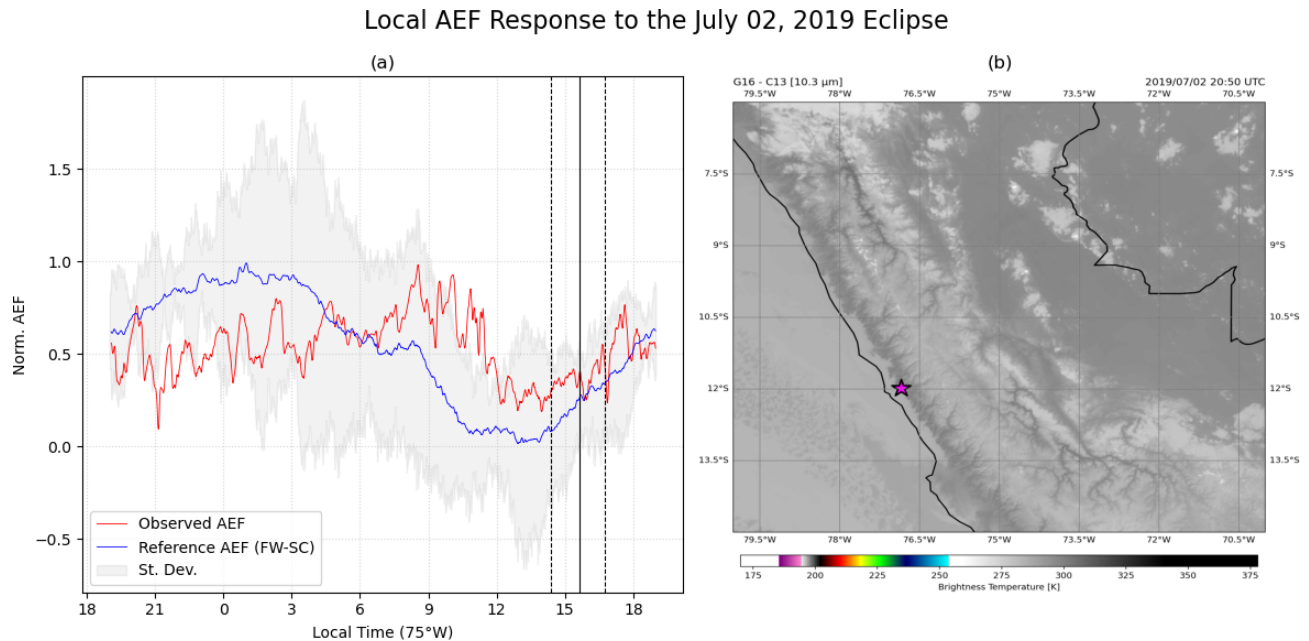 Local AEF Response to the July 02, 2019 Eclipse
(a)
1.5
1.0
0.5
0.0
−0.5
Norm. AEF
Observed AEF
Reference AEF (FW-SC)
St. Dev.
18 21 0 3 6 9 12 15 18
Local Time (75°W)
(b)
G16 - C13 [10.3 μm] 2019/07/02 20:50 UTC
79.5°W 78°W 76.5°W 75°W 73.5°W 72°W 70.5°W
7.5°S 7.5°S
9°S 9°S
10.5°S 10.5°S
12°S 12°S
13.5°S 13.5°S
79.5°W 78°W 76.5°W 75°W 73.5°W 72°W 70.5°W
175 200 225 250 275 300 325 350 375
Brightness Temperature [K]